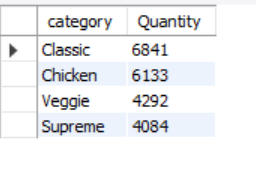 category Quantity
Classic 6841
Chicken 6133
Veggie 4292
Supreme 4084